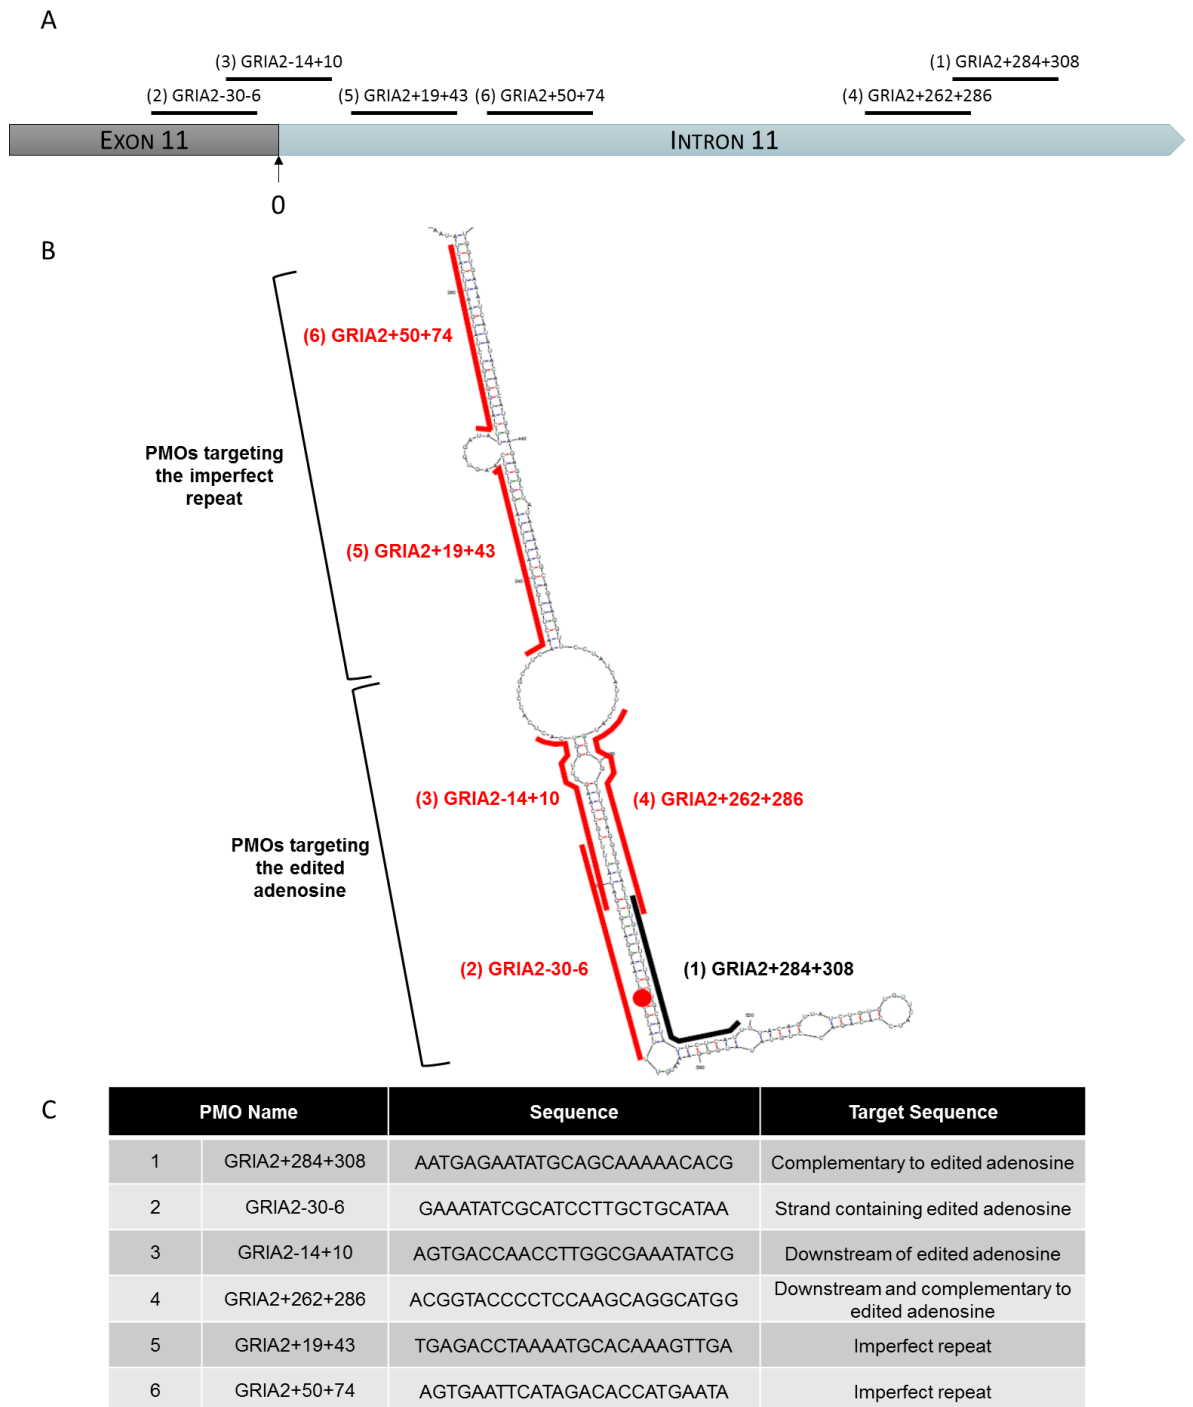 A
(3) GRIA2-14+10
(1) GRIA2+284+308
(2) GRIA2-30-6
(5) GRIA2+19+43
(6) GRIA2+50+74
(4) GRIA2+262+286
EXON 11
INTRON 11
0
B
(6) GRIA2+50+74
PMOs targeting
the imperfect
repeat
(5) GRIA2+19+43
(3) GRIA2-14+10
(4) GRIA2+262+286
PMOs targeting
the edited
adenosine
(2) GRIA2-30-6
(1) GRIA2+284+308
C
PMO Name Sequence Target Sequence
1 GRIA2+284+308 AATGAGAATATGCAGCAAAAACACG Complementary to edited adenosine
2 GRIA2-30-6 GAAATATCGCATCCTTGCTGCATAA Strand containing edited adenosine
3 GRIA2-14+10 AGTGACCAACCTTGGCGAAATATCG Downstream of edited adenosine
4 GRIA2+262+286 ACGGTACCCCTCCAAGCAGGCATGG Downstream and complementary to
edited adenosine
5 GRIA2+19+43 TGAGACCTAAAATGCACAAAGTTGA Imperfect repeat
6 GRIA2+50+74 AGTGAATTCATAGACACCATGAATA Imperfect repeat